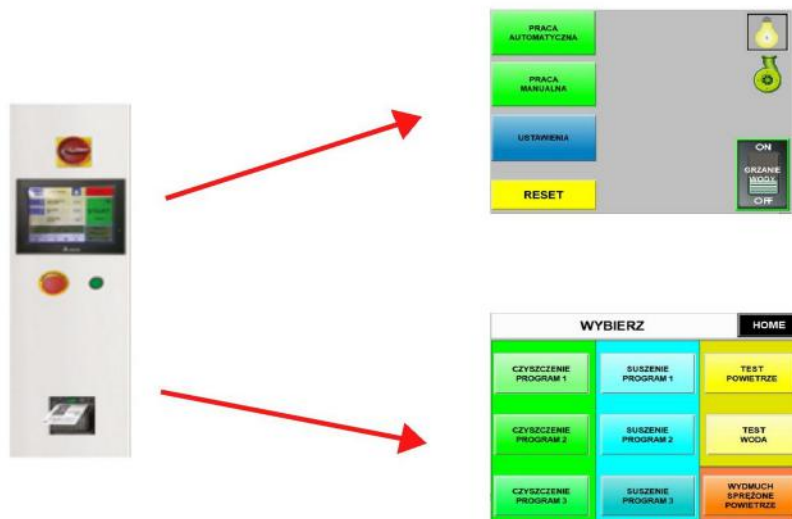 PRACA
AUTOMATYCZNA
PRACA
MANUALNA
USTAWIENIA
RESET
ON
GRZANIE
WODY
OFF
WYBIERZ
HOME
CZYSZCZENIE
PROGRAM 1
SUSZENIE
PROGRAM 1
TEST
POWIETRZE
CZYSZCZENIE
PROGRAM 2
SUSZENIE
PROGRAM 2
TEST
WODA
CZYSZCZENIE
PROGRAM 3
SUSZENIE
PROGRAM 3
WYDMUCH
SPRĘŻONE
POWIETRZE